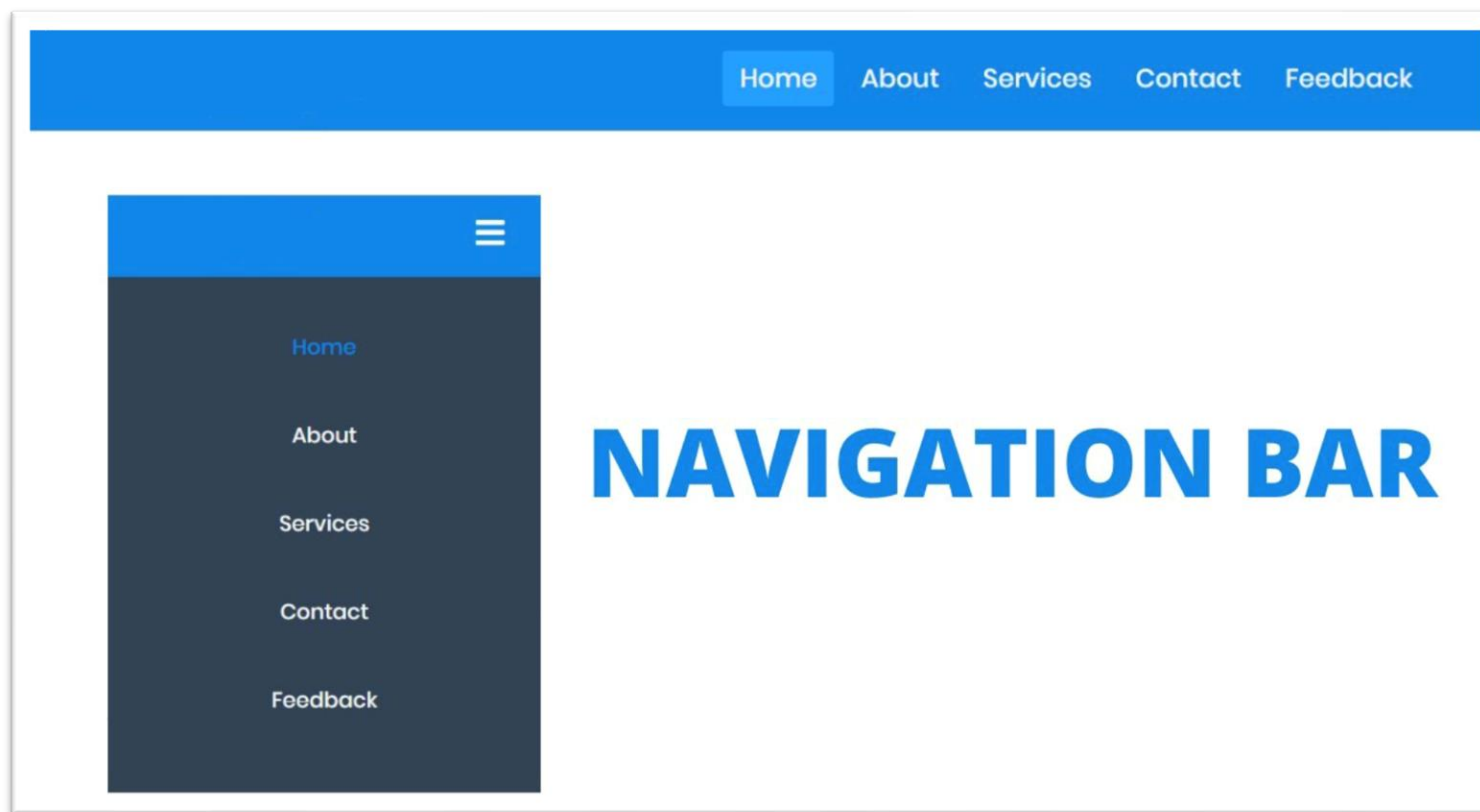 Home About Services Contact Feedback
Home
About
Services
Contact
Feedback
NAVIGATION BAR